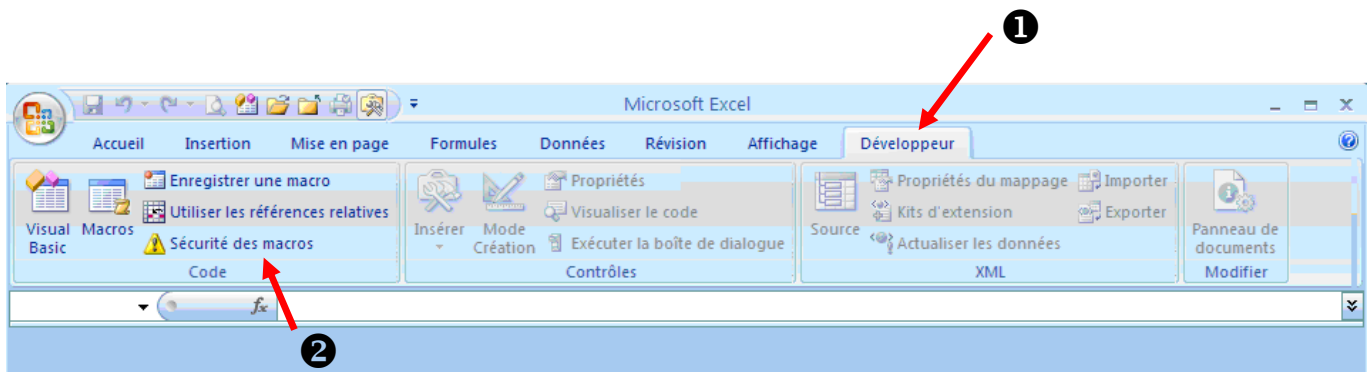 ❶
Microsoft Excel
Accueil Insertion Mise en page Formules Données Révision Affichage Développeur
Visual Basic
Macros
Enregistrer une macro
Utiliser les références relatives
Sécurité des macros
Code
Insérer
Mode Création
Propriétés
Visualiser le code
Exécuter la boîte de dialogue
Contrôles
Source
Propriétés du mappage
Kits d'extension
Actualiser les données
Importer
Exporter
XML
Panneau de documents
Modifier
fx
❷